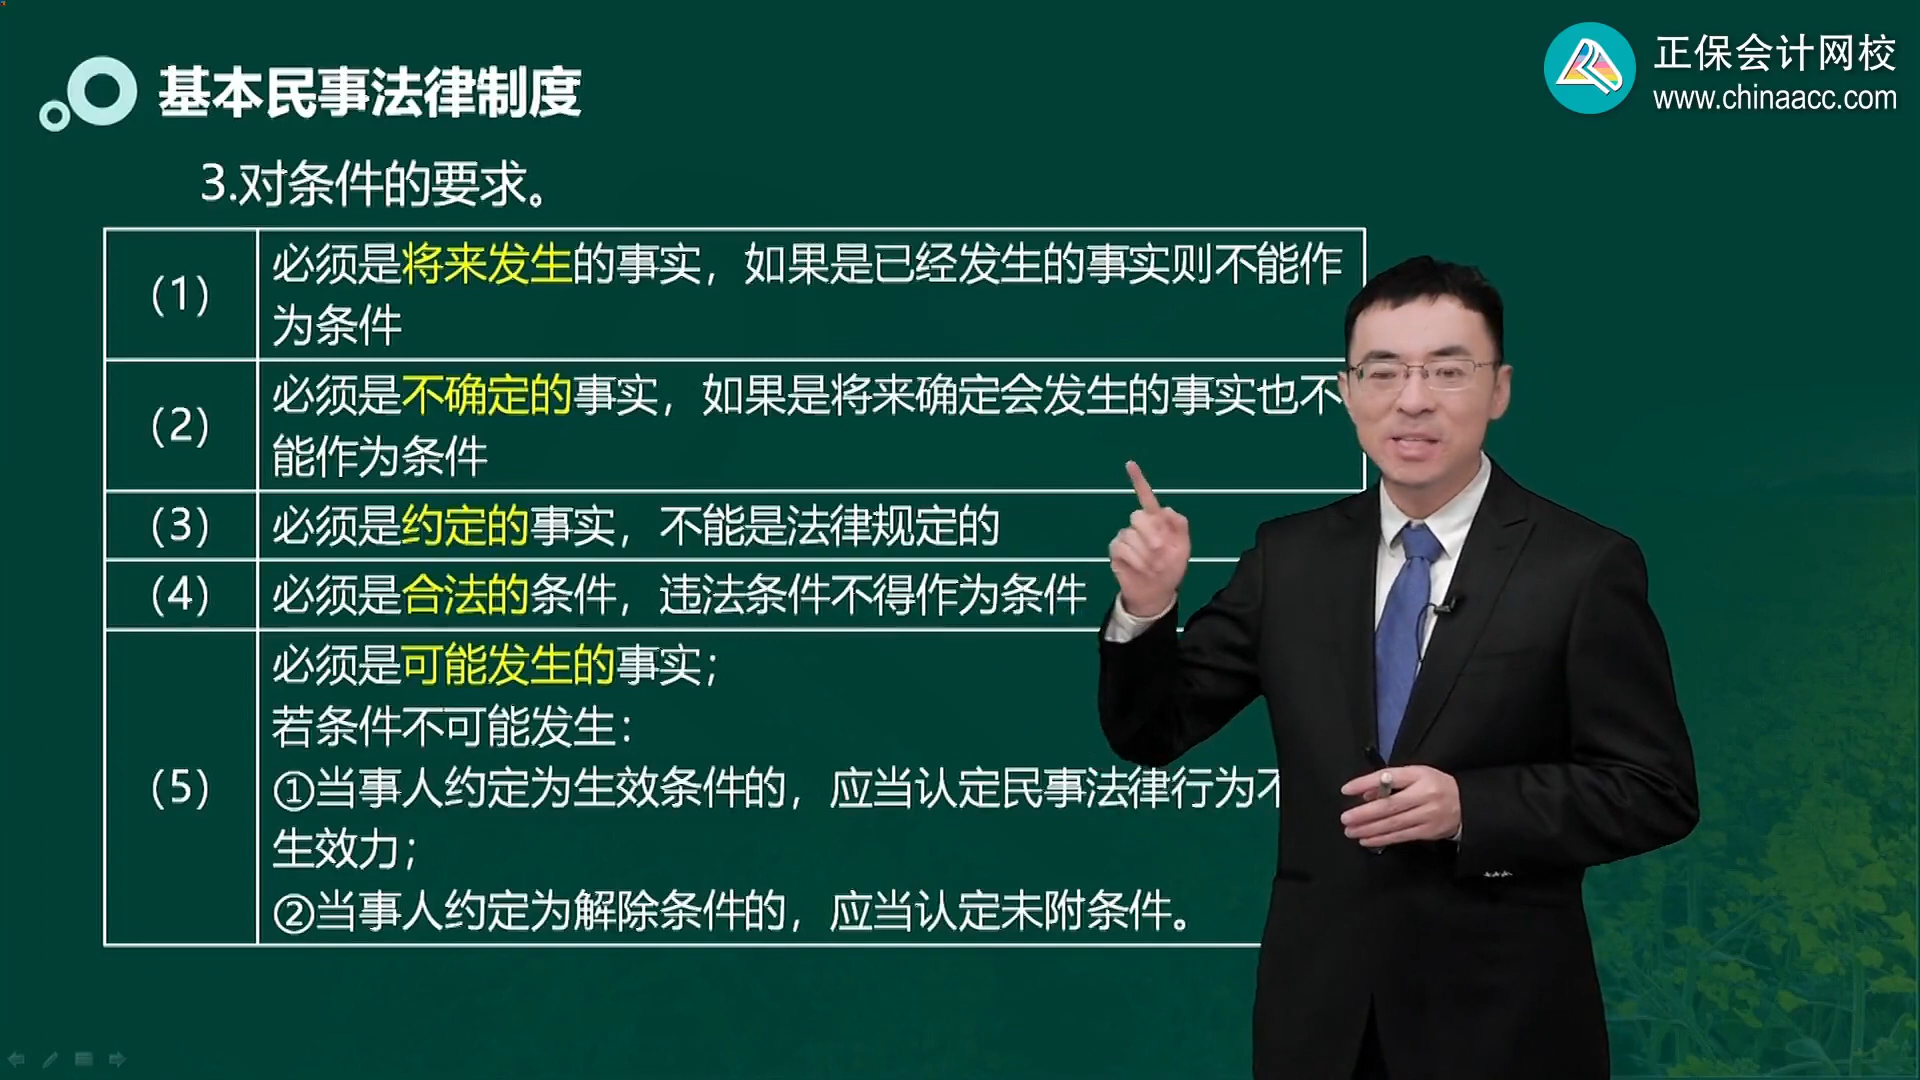 正保会计网校
www.chinaacc.com
基本民事法律制度
3.对条件的要求。
（1）
必须是将来发生的事实，如果是已经发生的事实则不能作
为条件
（2）
必须是不确定的事实，如果是将来确定会发生的事实也不
能作为条件
（3）
必须是约定的事实，不能是法律规定的
（4）
必须是合法的条件，违法条件不得作为条件
（5）
必须是可能发生的事实；
若条件不可能发生：
①当事人约定为生效条件的，应当认定民事法律行为不
生效力；
②当事人约定为解除条件的，应当认定未附条件。